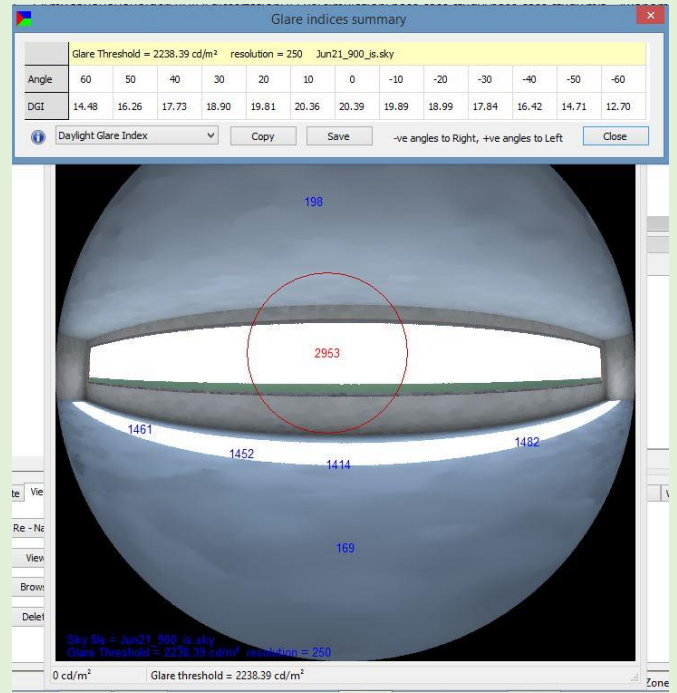 Glare indices summary
Glare Threshold = 2238.39 cd/m² resolution = 250 Jun21_900_is.sky
Angle 60 50 40 30 20 10 0 -10 -20 -30 -40 -50 -60
DGI 14.48 16.26 17.73 18.90 19.81 20.36 20.39 19.89 18.99 17.84 16.42 14.71 12.70
Daylight Glare Index Copy Save -ve angles to Right, +ve angles to Left Close
198
2953
1461
1452
1414
1482
169
Vie
Re - Na
View
Brows
Delet
Sky file = Jun21_900_is.sky
Glare Threshold = 2238.39 cd/m² resolution = 250
0 cd/m² Glare threshold = 2238.39 cd/m²
Zone